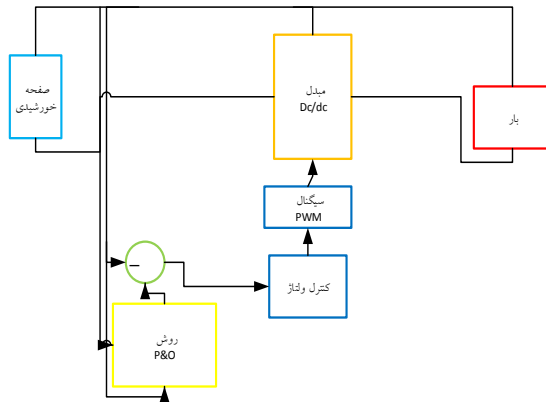 صفحه
خورشیدی
مبدل
Dc/dc
بار
سیگنال
PWM
–
کنترل ولتاژ
روش
P&O